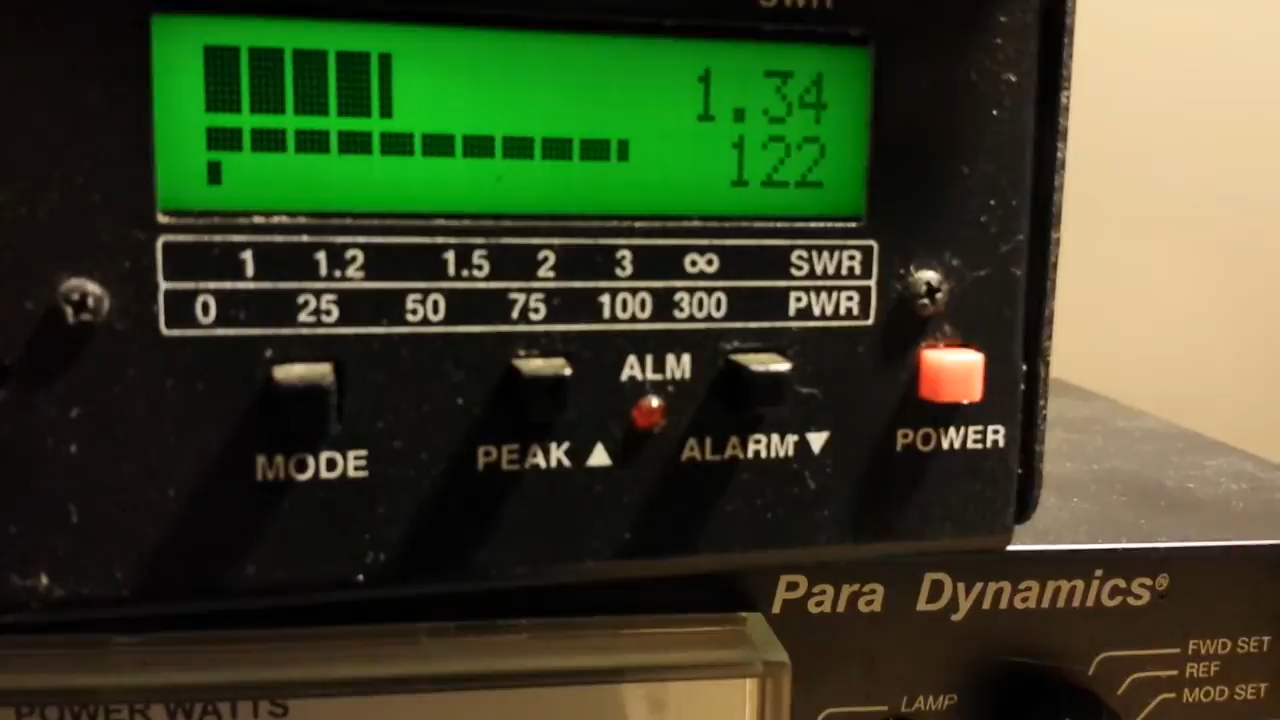 SWR
1.34
122
1 1.2 1.5 2 3 ∞ SWR
0 25 50 75 100 300 PWR
ALM
MODE PEAK ▲ ALARM ▼ POWER
Para Dynamics®
FWD SET
REF
MOD SET
LAMP
POWER WATTS